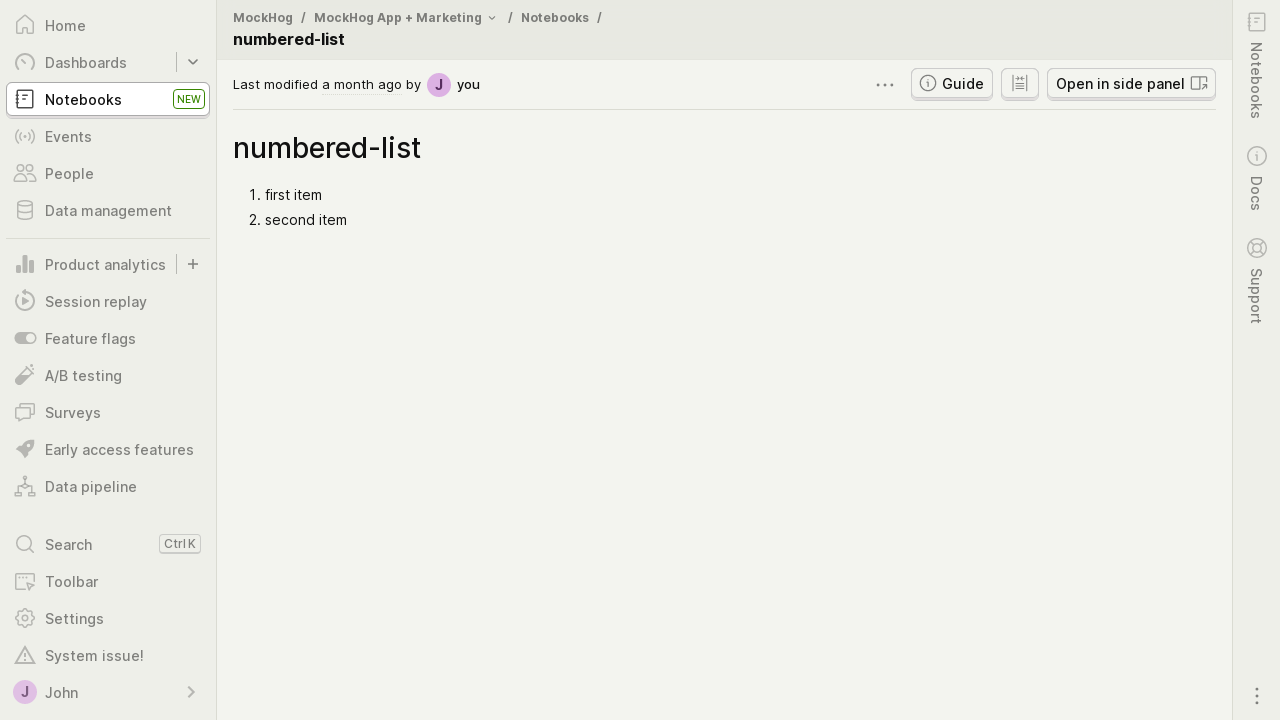 Home
Dashboards
Notebooks NEW
Events
People
Data management
Product analytics
Session replay
Feature flags
A/B testing
Surveys
Early access features
Data pipeline
Search Ctrl K
Toolbar
Settings
System issue!
J John
MockHog / MockHog App + Marketing / Notebooks /
numbered-list
Last modified a month ago by J you
Guide
Open in side panel
numbered-list
1. first item
2. second item
Notebooks
Docs
Support